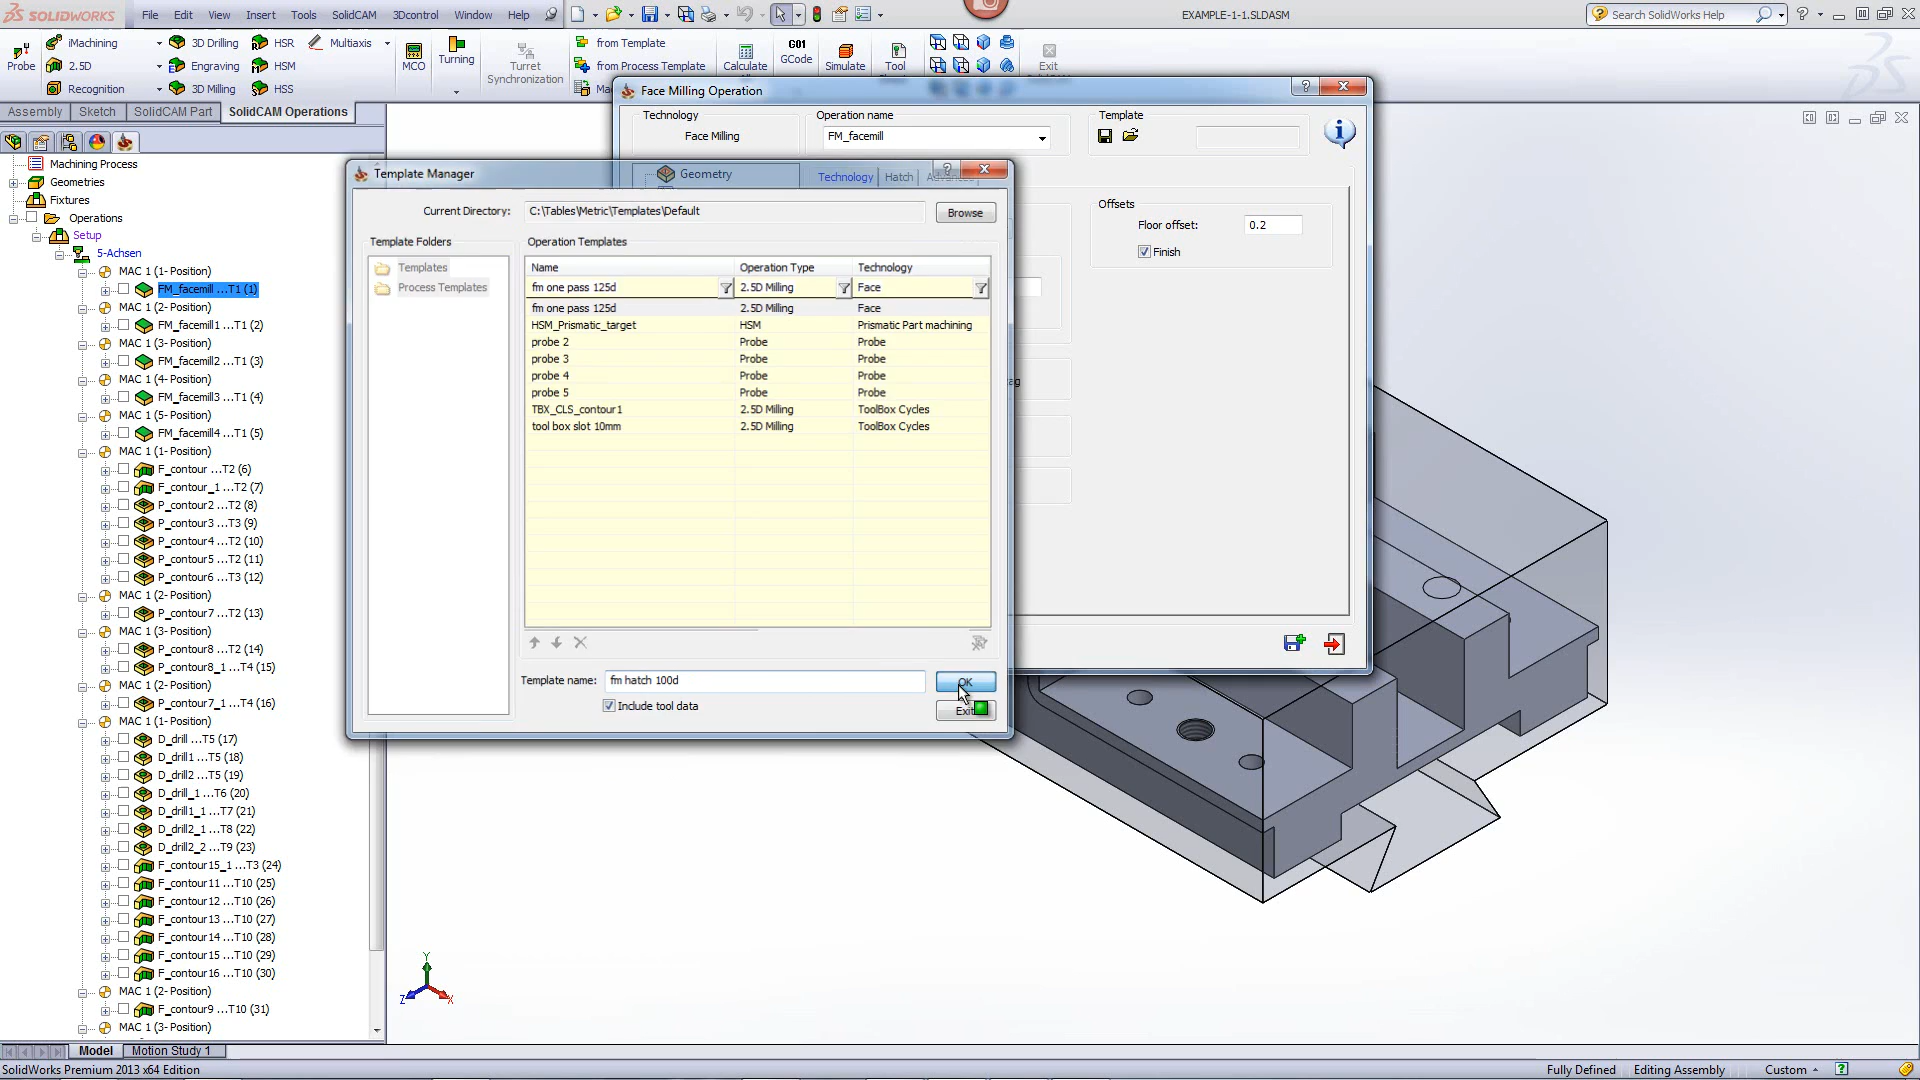 SOLIDWORKS File Edit View Insert Tools SolidCAM 3Dcontrol Window Help EXAMPLE-1-1.SLDASM Search SolidWorks Help
iMachining 3D Drilling HSR Multiaxis from Template
Probe 2.5D Engraving HSM MCO Turning Turret Synchronization from Process Template Calculate G01 GCode Simulate Tool Exit
Recognition 3D Milling HSS
Assembly Sketch SolidCAM Part SolidCAM Operations
Machining Process
Geometries
Fixtures
Operations
Setup
5-Achsen
MAC 1 (1- Position)
FM_facemill ...T1 (1)
MAC 1 (2- Position)
FM_facemill1 ...T1 (2)
MAC 1 (3- Position)
FM_facemill2 ...T1 (3)
MAC 1 (4- Position)
FM_facemill3 ...T1 (4)
MAC 1 (5- Position)
FM_facemill4 ...T1 (5)
MAC 1 (1- Position)
F_contour ...T2 (6)
F_contour_1 ...T2 (7)
P_contour2 ...T2 (8)
P_contour3 ...T3 (9)
P_contour4 ...T2 (10)
P_contour5 ...T2 (11)
P_contour6 ...T3 (12)
MAC 1 (2- Position)
P_contour7 ...T2 (13)
MAC 1 (3- Position)
P_contour8 ...T2 (14)
P_contour8_1 ...T4 (15)
MAC 1 (2- Position)
P_contour7_1 ...T4 (16)
MAC 1 (1- Position)
D_drill ...T5 (17)
D_drill1 ...T5 (18)
D_drill2 ...T5 (19)
D_drill_1 ...T6 (20)
D_drill1_1 ...T7 (21)
D_drill2_1 ...T8 (22)
D_drill2_2 ...T9 (23)
F_contour15_1 ...T3 (24)
F_contour11 ...T10 (25)
F_contour12 ...T10 (26)
F_contour13 ...T10 (27)
F_contour14 ...T10 (28)
F_contour15 ...T10 (29)
F_contour16 ...T10 (30)
MAC 1 (2- Position)
F_contour9 ...T10 (31)
MAC 1 (3- Position)
Face Milling Operation
Technology Operation name Template
Face Milling FM_facemill
Geometry Technology Hatch
Offsets
Floor offset: 0.2
Finish
Template Manager
Current Directory: C:\Tables\Metric\Templates\Default Browse
Template Folders Operation Templates
Templates
Process Templates
Name Operation Type Technology
fm one pass 125d 2.5D Milling Face
fm one pass 125d 2.5D Milling Face
HSM_Prismatic_target HSM Prismatic Part machining
probe 2 Probe Probe
probe 3 Probe Probe
probe 4 Probe Probe
probe 5 Probe Probe
TBX_CLS_contour1 2.5D Milling ToolBox Cycles
tool box slot 10mm 2.5D Milling ToolBox Cycles
Template name: fm hatch 100d OK
Include tool data Exit
Y
Z X
Model Motion Study 1
SolidWorks Premium 2013 x64 Edition Fully Defined Editing Assembly Custom